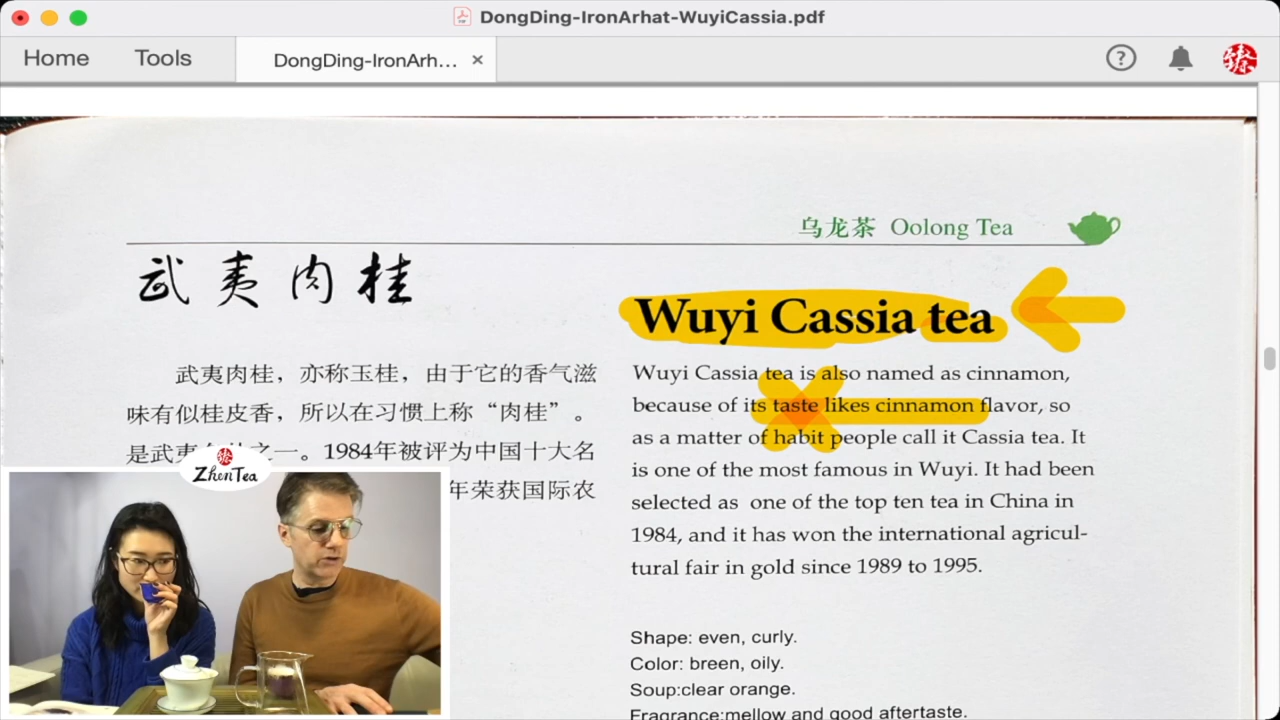 DongDing-IronArhat-WuyiCassia.pdf
Home
Tools
DongDing-IronArh...
乌龙茶 Oolong Tea
武夷肉桂
武夷肉桂，亦称玉桂，由于它的香气滋
味有似桂皮香，所以在习惯上称“肉桂”。
是武夷之一。1984年被评为中国十大名
年荣获国际农
Wuyi Cassia tea
Wuyi Cassia tea is also named as cinnamon,
because of its taste likes cinnamon flavor, so
as a matter of habit people call it Cassia tea. It
is one of the most famous in Wuyi. It had been
selected as one of the top ten tea in China in
1984, and it has won the international agricul-
tural fair in gold since 1989 to 1995.
Shape: even, curly.
Color: breen, oily.
Soup:clear orange.
Fragrance:mellow and good aftertaste.
ZhenTea